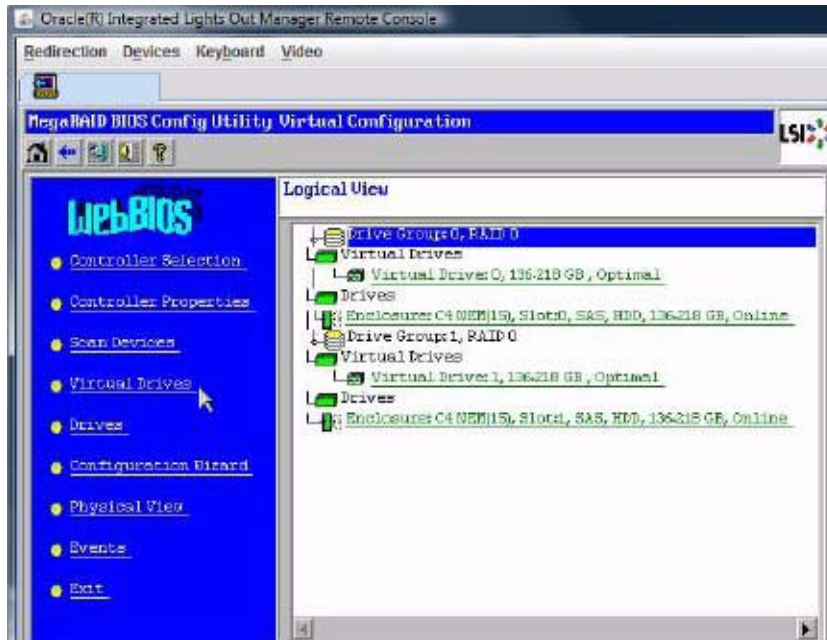 Oracle(R) Integrated Lights Out Manager Remote Console
Redirection Devices Keyboard Video
MegaRAID BIOS Config Utility Virtual Configuration
LSI
WebBIOS
Controller Selection
Controller Properties
Scan Devices
Virtual Drives
Drives
Configuration Wizard
Physical View
Events
Exit
Logical View
Drive Group: 0, RAID 0
Virtual Drives
Virtual Drive: 0, 136.218 GB, Optimal
Drives
Enclosure: C4 NEM(15), Slot:0, SAS, HDD, 136.218 GB, Online
Drive Group: 1, RAID 0
Virtual Drives
Virtual Drive: 1, 136.218 GB, Optimal
Drives
Enclosure: C4 NEM(15), Slot:1, SAS, HDD, 136.218 GB, Online